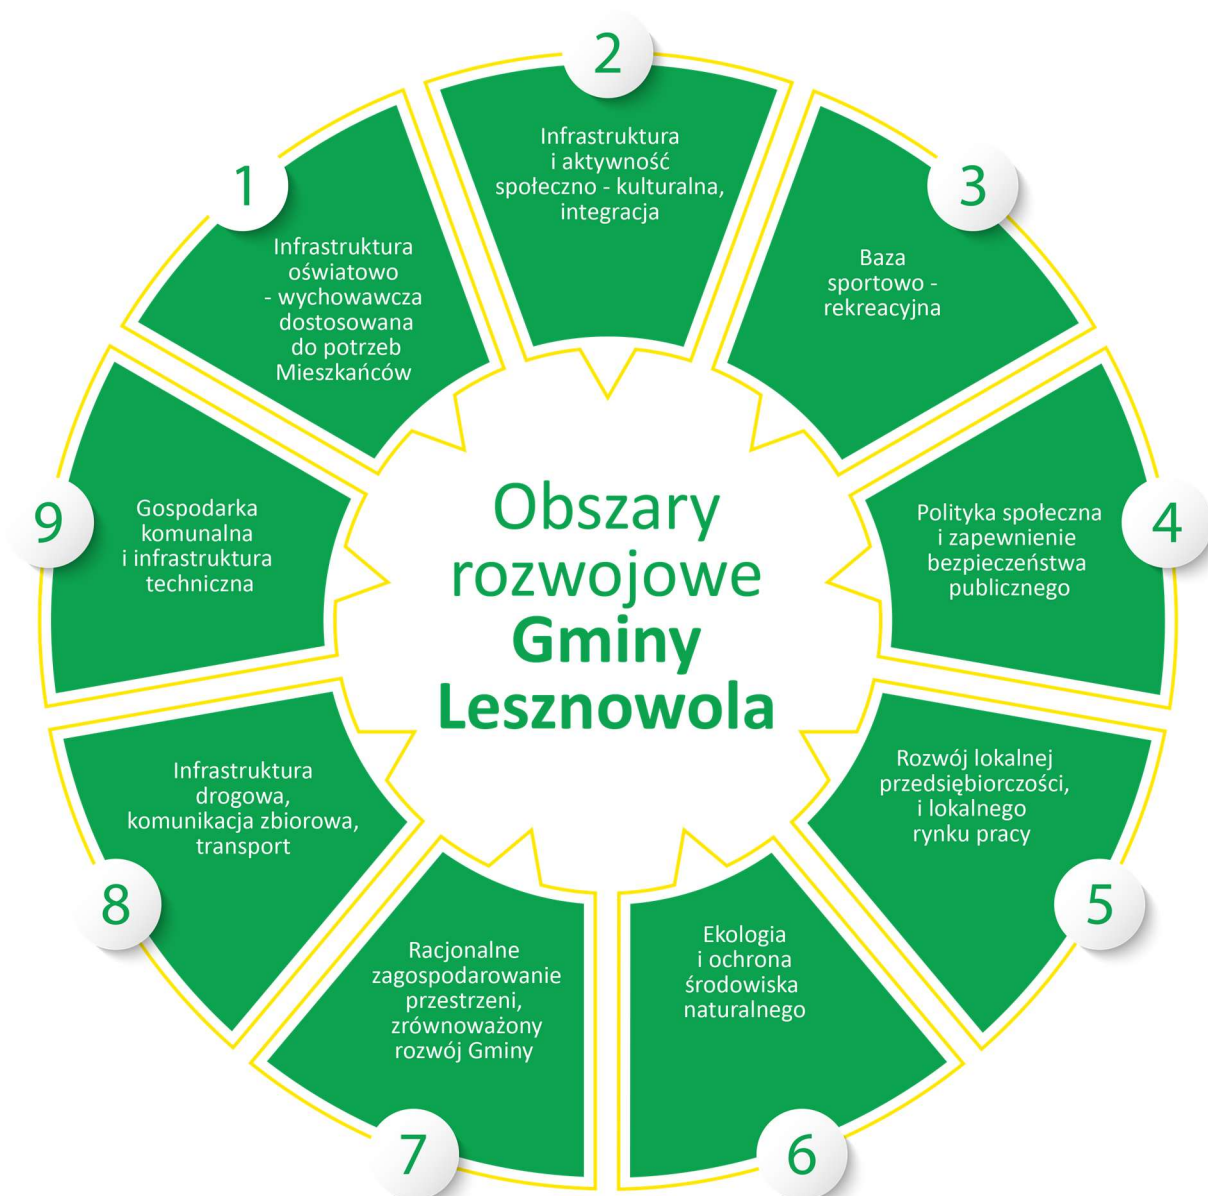 Obszary
rozwojowe
Gminy
Lesznowola
1
Infrastruktura
oświatowo
- wychowawcza
dostosowana
do potrzeb
Mieszkańców
2
Infrastruktura
i aktywność
społeczno - kulturalna,
integracja
3
Baza
sportowo -
rekreacyjna
4
Polityka społeczna
i zapewnienie
bezpieczeństwa
publicznego
5
Rozwój lokalnej
przedsiębiorczości,
i lokalnego
rynku pracy
6
Ekologia
i ochrona
środowiska
naturalnego
7
Racjonalne
zagospodarowanie
przestrzeni,
zrównoważony
rozwój Gminy
8
Infrastruktura
drogowa,
komunikacja zbiorowa,
transport
9
Gospodarka
komunalna
i infrastruktura
techniczna